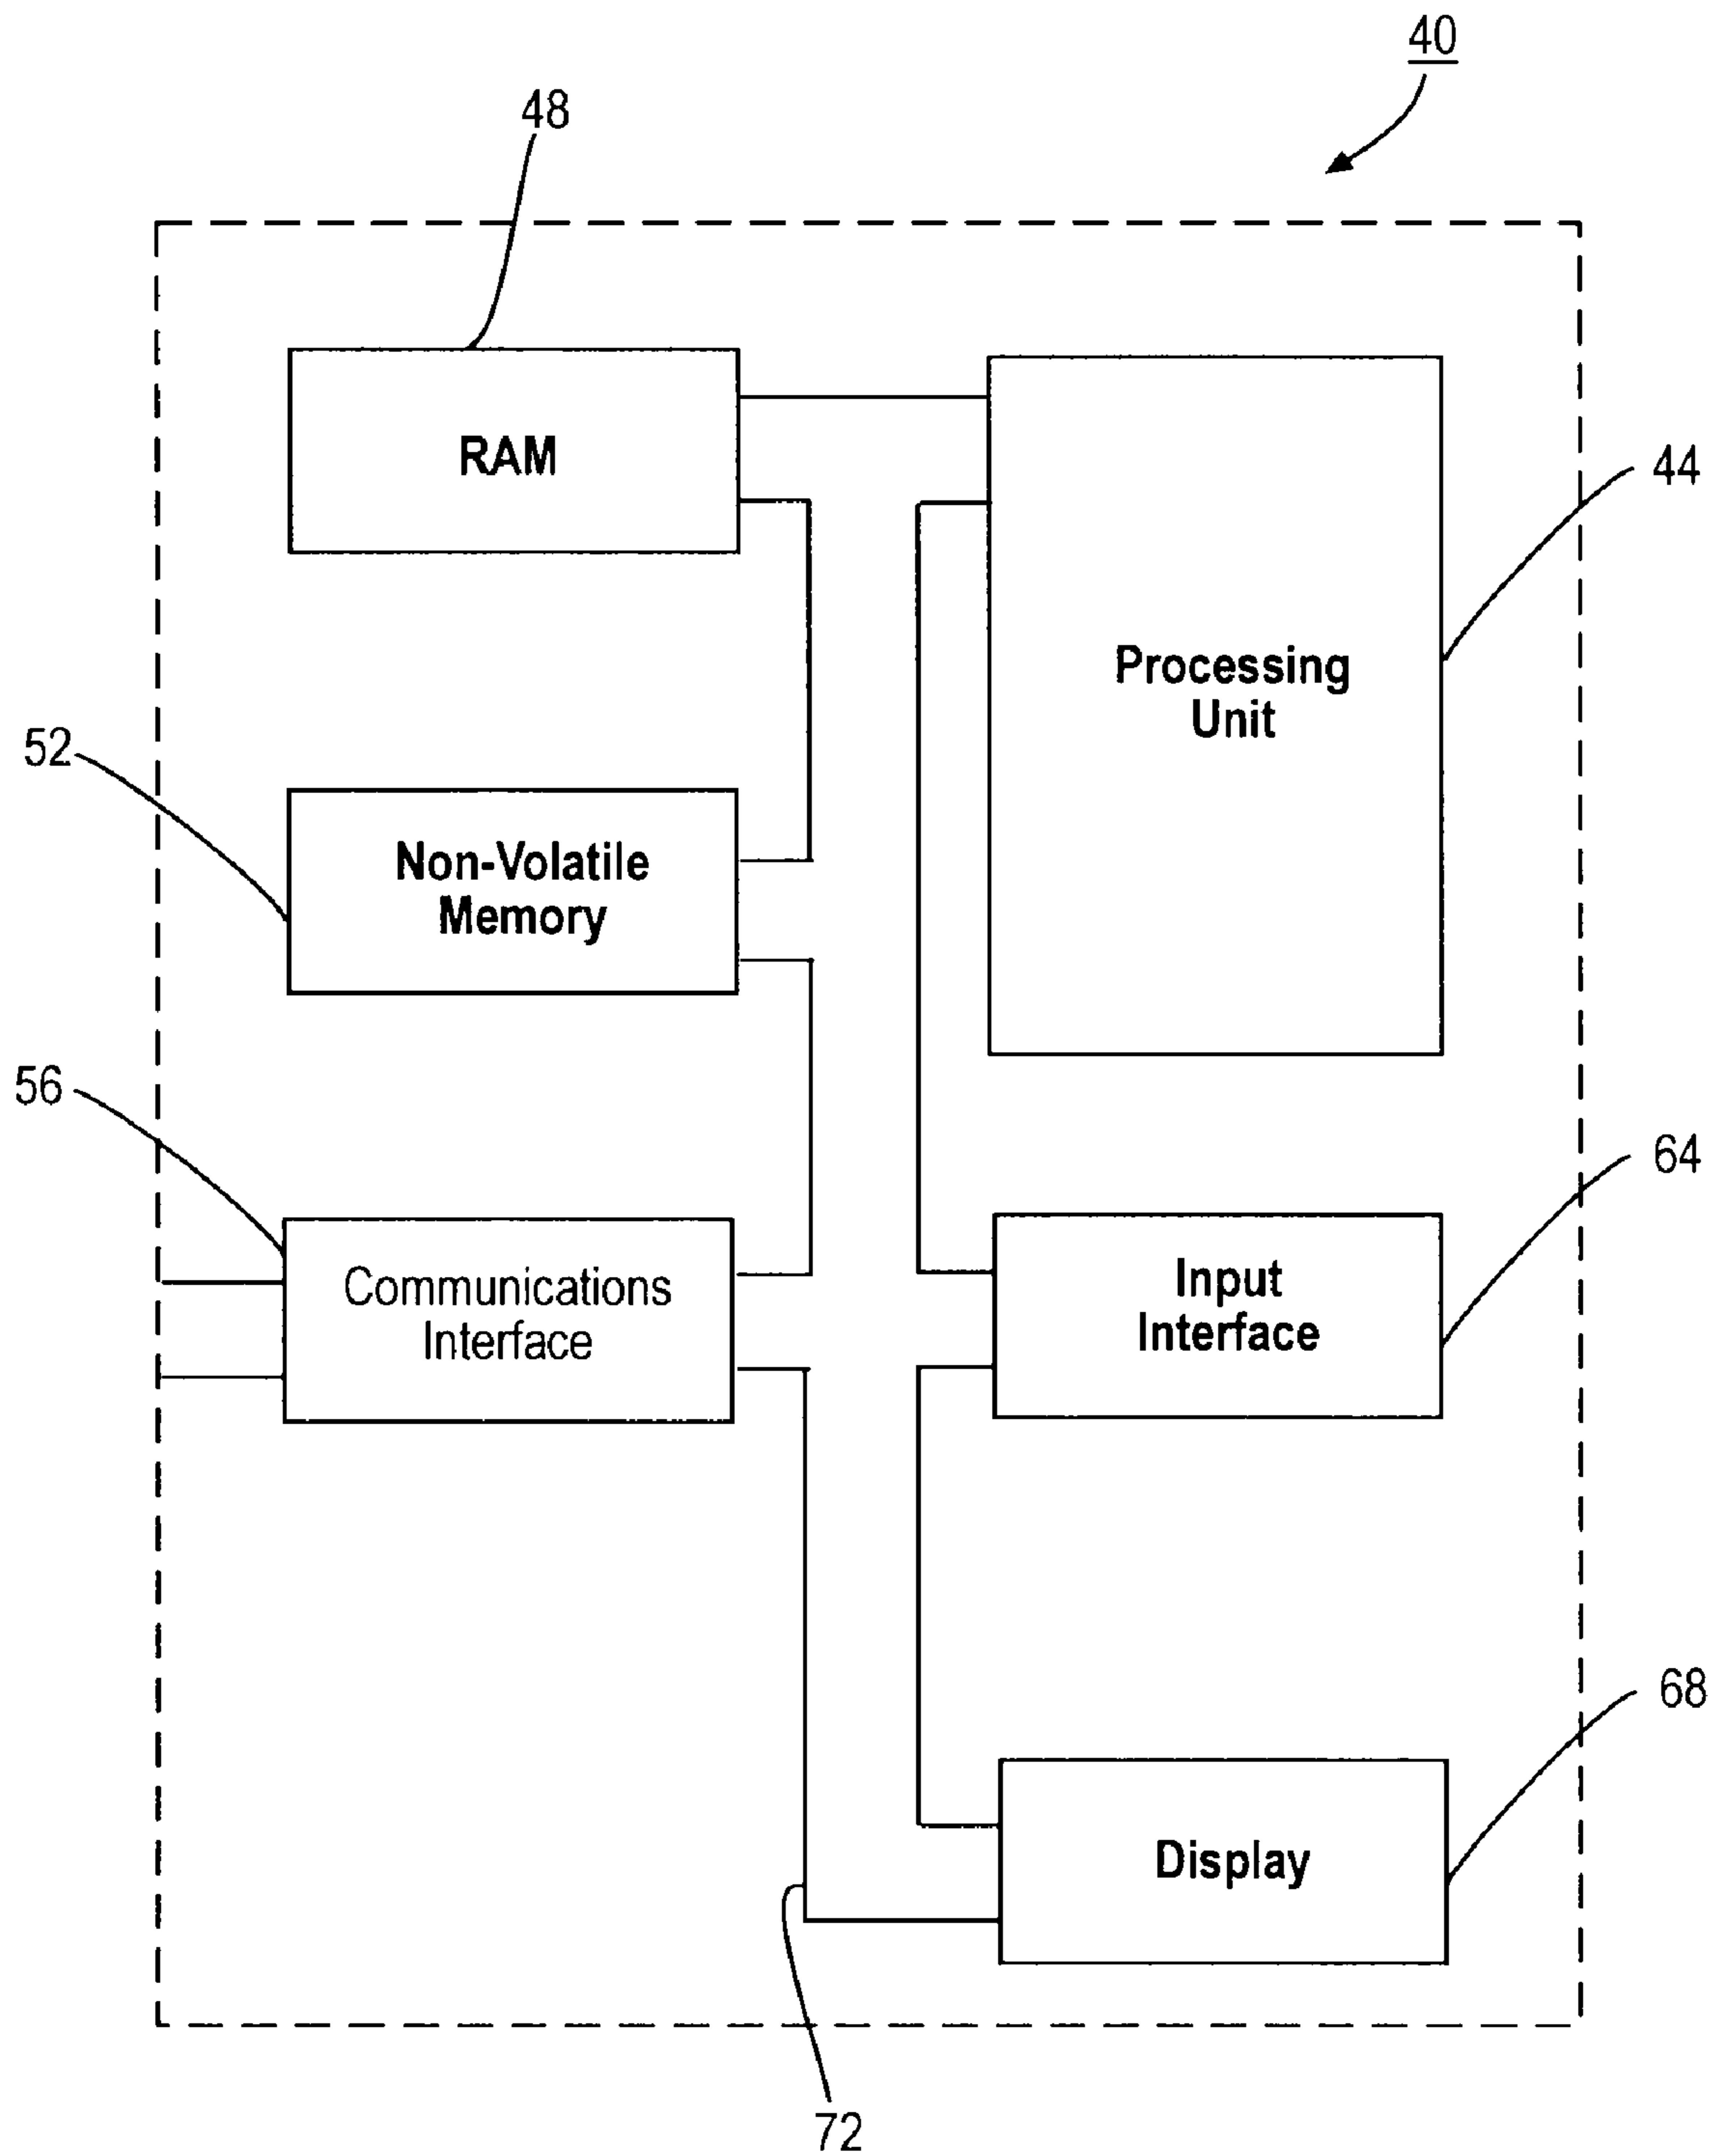 40
48
RAM
44
Processing
Unit
52
Non-Volatile
Memory
56
64
Communications
Interface
Input
Interface
68
Display
72